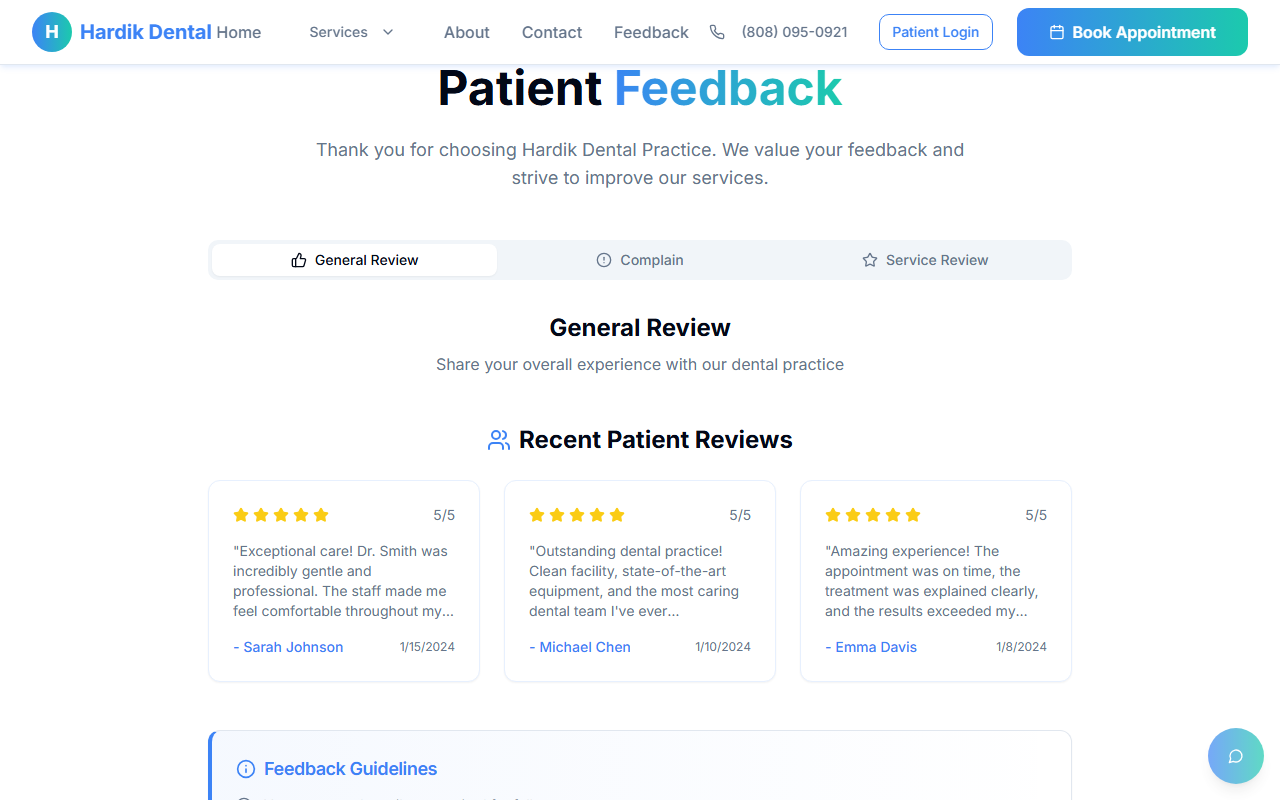 H Hardik Dental Home Services About Contact Feedback (808) 095-0921 Patient Login Book Appointment
Patient Feedback
Thank you for choosing Hardik Dental Practice. We value your feedback and
strive to improve our services.
General Review Complain Service Review
General Review
Share your overall experience with our dental practice
Recent Patient Reviews
5/5
"Exceptional care! Dr. Smith was
incredibly gentle and
professional. The staff made me
feel comfortable throughout my...
- Sarah Johnson 1/15/2024
5/5
"Outstanding dental practice!
Clean facility, state-of-the-art
equipment, and the most caring
dental team I've ever...
- Michael Chen 1/10/2024
5/5
"Amazing experience! The
appointment was on time, the
treatment was explained clearly,
and the results exceeded my...
- Emma Davis 1/8/2024
Feedback Guidelines